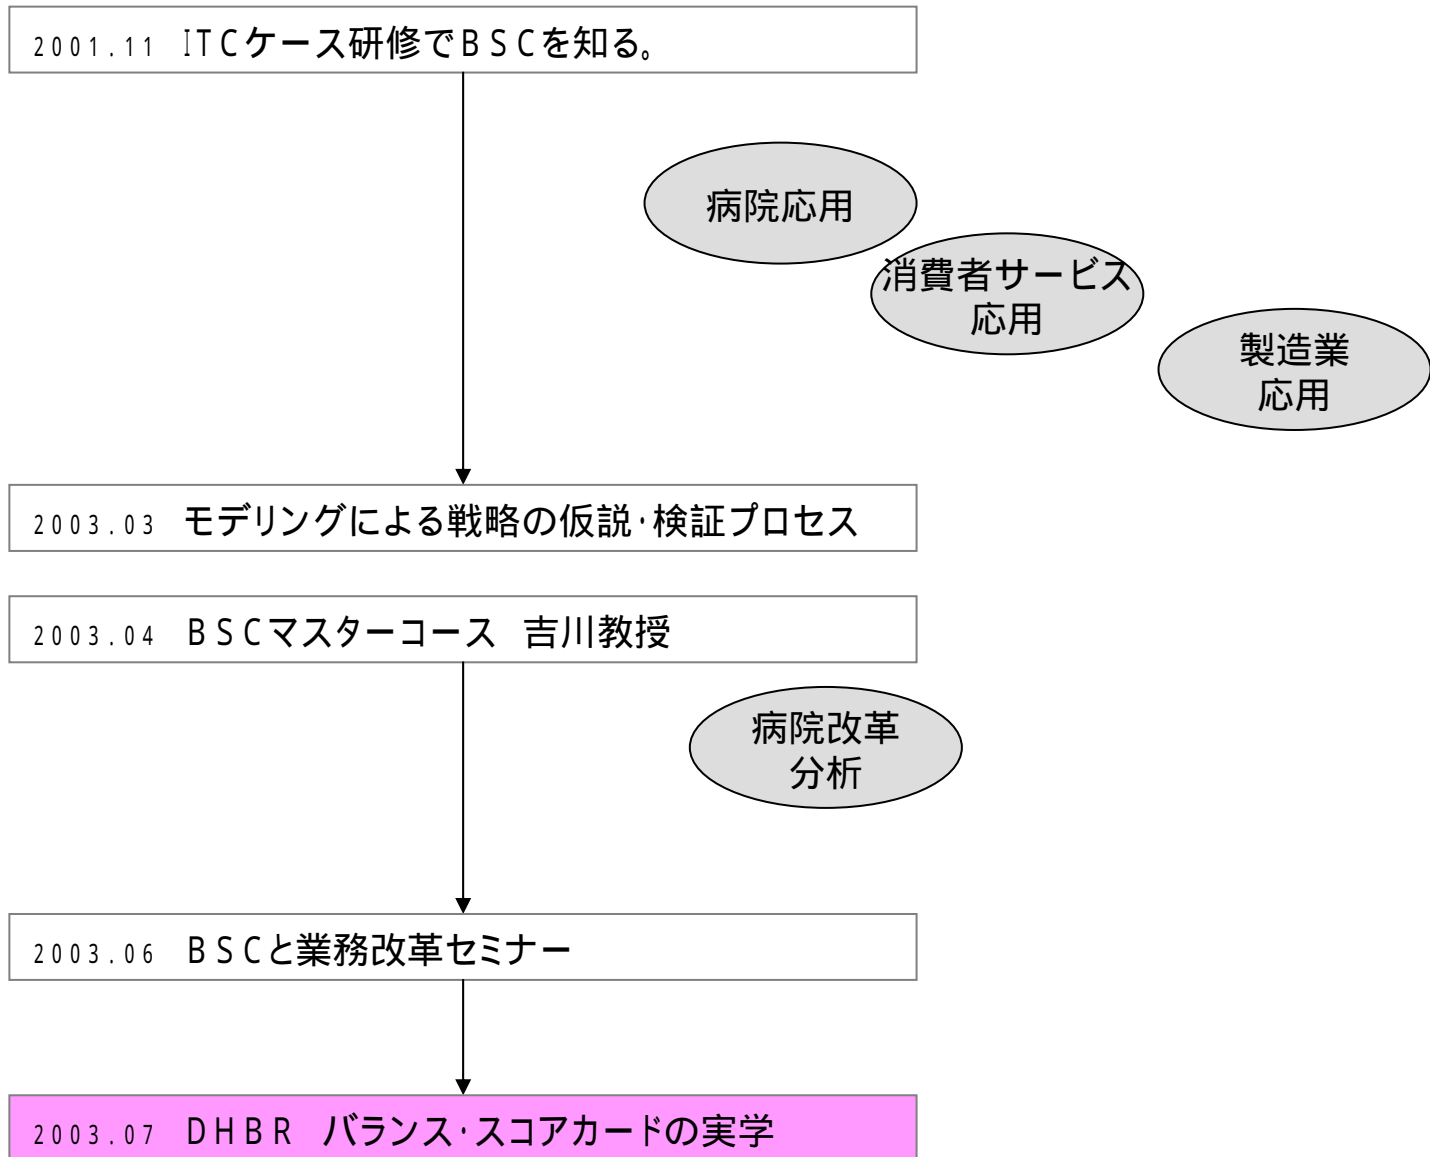 2001.11 ITCケース研修でBSCを知る。
病院応用
消費者サービス
応用
製造業
応用
2003.03 モデリングによる戦略の仮説・検証プロセス
2003.04 BSCマスターコース 吉川教授
病院改革
分析
2003.06 BSCと業務改革セミナー
2003.07 DHBR バランス・スコアカードの実学